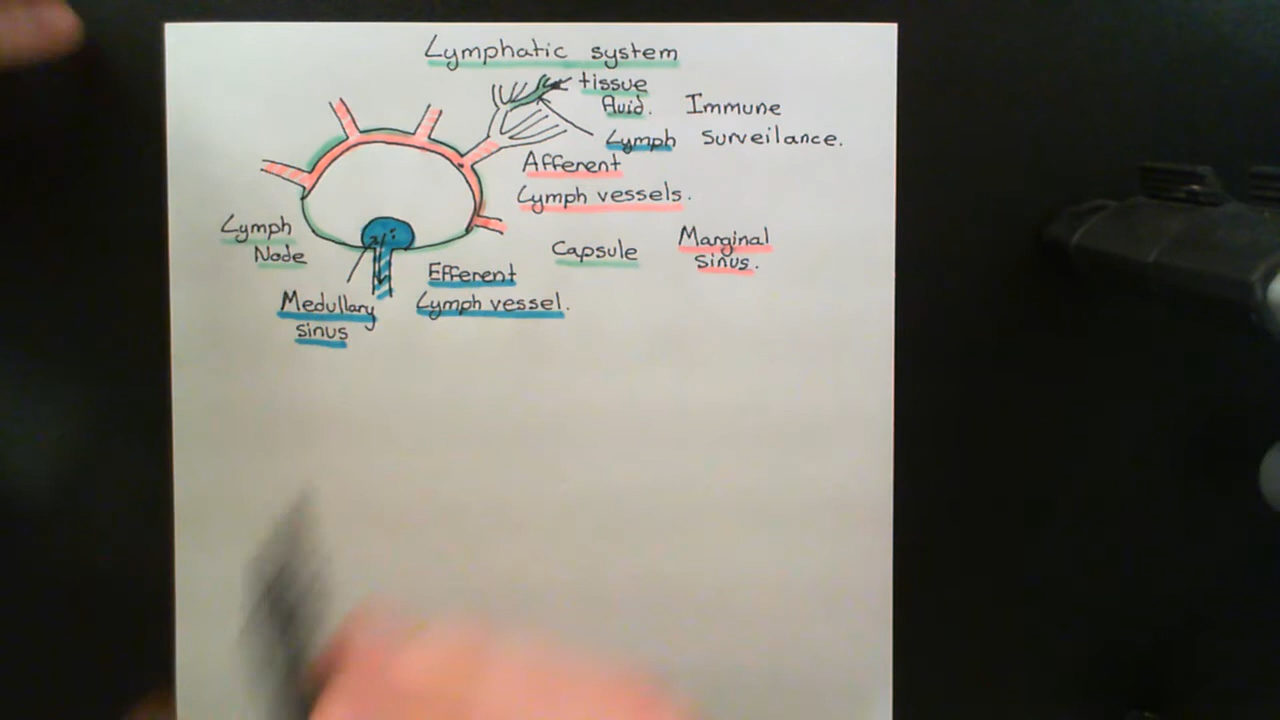 Lymphatic system
tissue
fluid. Immune
Lymph Surveilance.
Afferent
Lymph vessels.
Lymph
Node
Capsule
Marginal
sinus.
Efferent
Lymph vessel.
Medullary
sinus